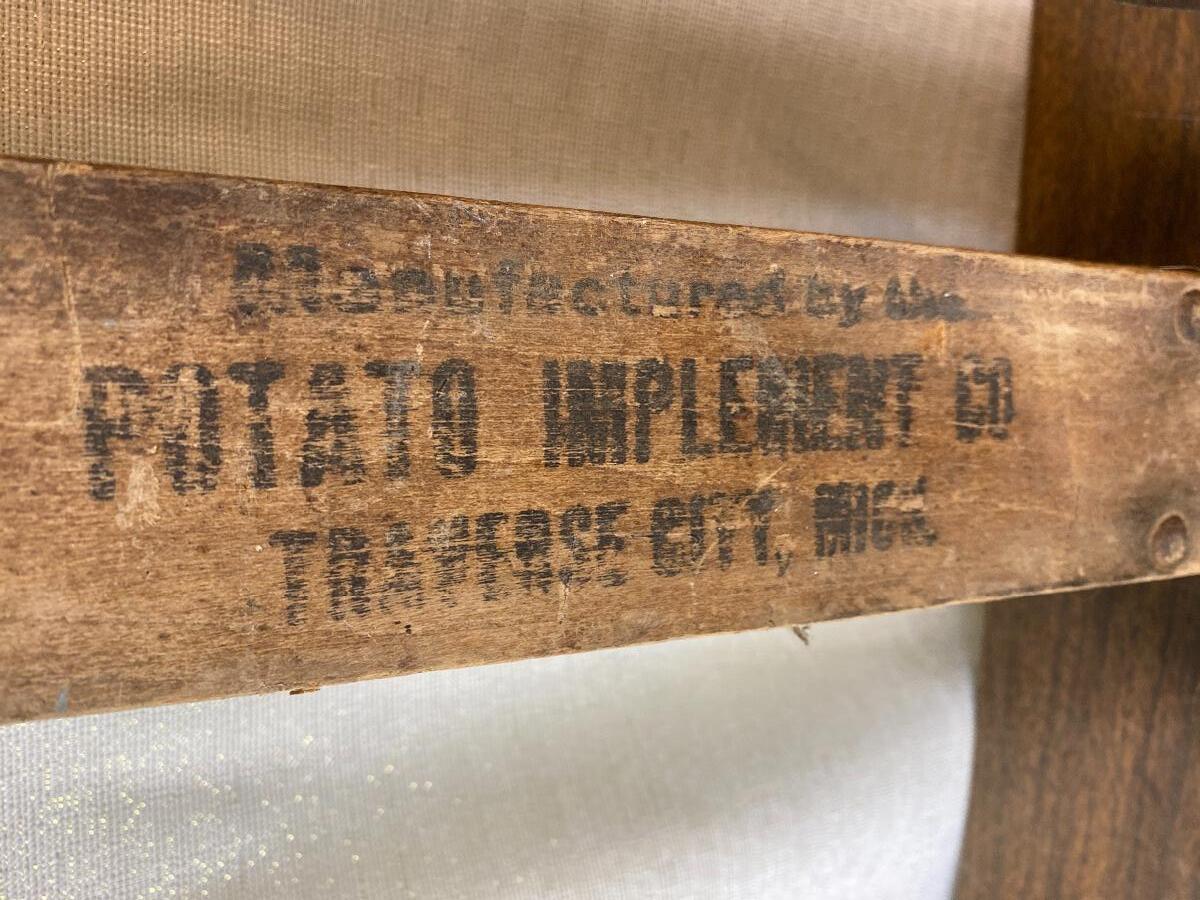 Manufactured by the
POTATO IMPLEMENT CO
TRAVERSE CITY, MICH.